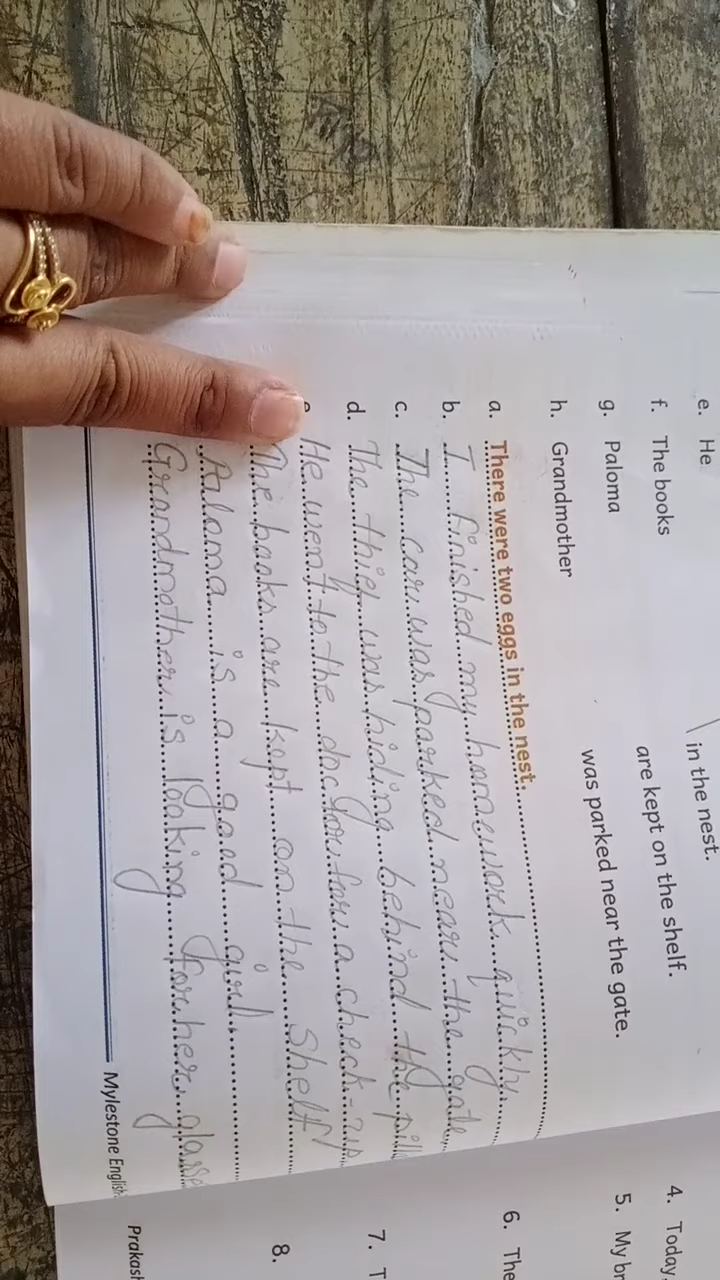 in the nest.
e. He
are kept on the shelf.
f. The books
was parked near the gate.
g. Paloma
h. Grandmother
a. There were two eggs in the nest.
b. I finished my homework quickly.
c. The car was parked near the gate
d. The thief was hiding behind the
He went to the doctor for a check-up
The books are kept on the Shelf
Paloma is a good girl.
Grandmother is looking for her
Mylestone English
4. Today
5. My
6. The
7. T
8.